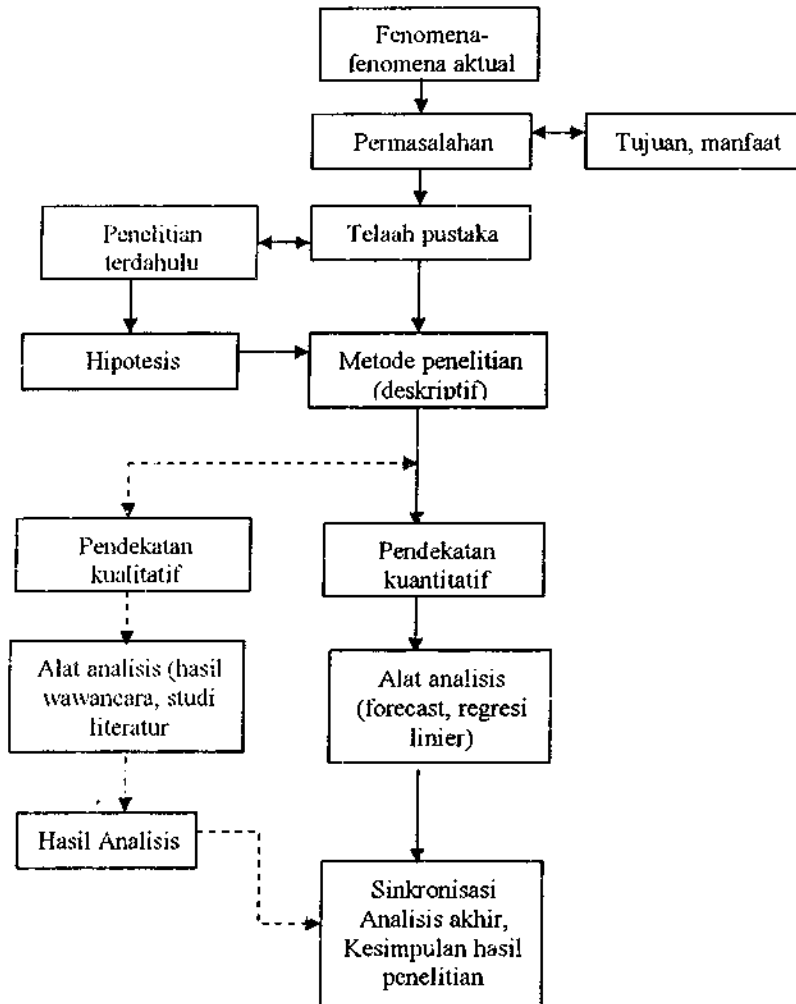 Fenomena-
fenomena aktual
Permasalahan
Tujuan, manfaat
Penelitian
terdahulu
Telaah pustaka
Hipotesis
Metode penelitian
(deskriptif)
Pendekatan
kualitatif
Pendekatan
kuantitatif
Alat analisis (hasil
wawancara, studi
literatur
Alat analisis
(forecast, regresi
linier)
Hasil Analisis
Sinkronisasi
Analisis akhir,
Kesimpulan hasil
penelitian